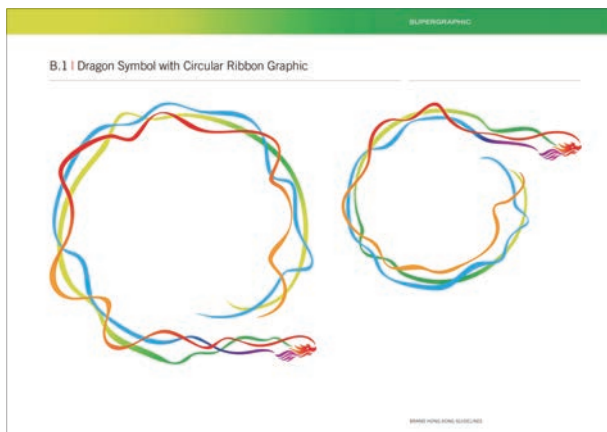 SUPERGRAPHIC
B.1 | Dragon Symbol with Circular Ribbon Graphic
BRAND HONG KONG GUIDELINES